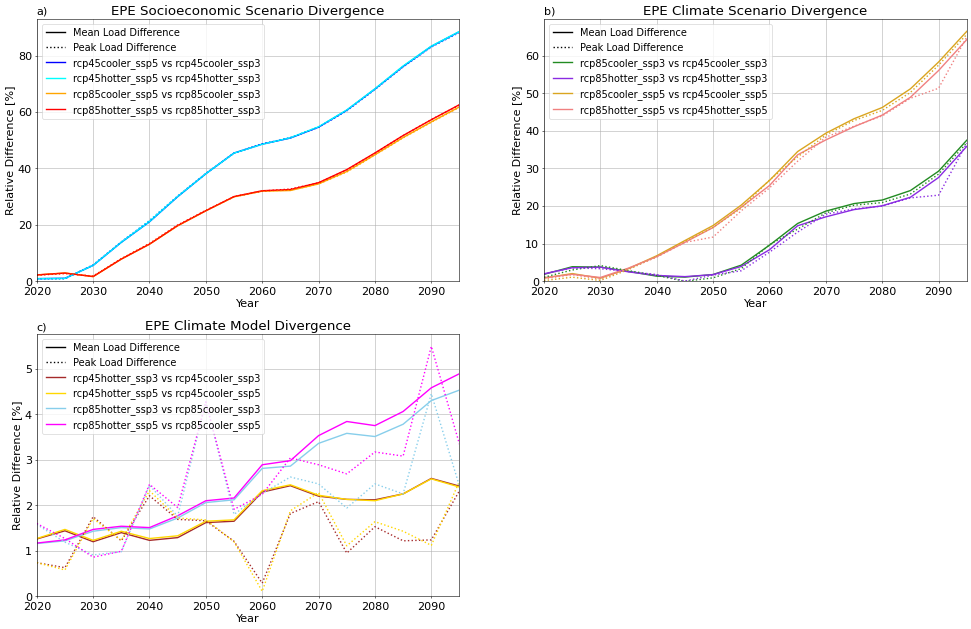 a)
EPE Socioeconomic Scenario Divergence
Mean Load Difference
Peak Load Difference
rcp45cooler_ssp5 vs rcp45cooler_ssp3
rcp45hotter_ssp5 vs rcp45hotter_ssp3
rcp85cooler_ssp5 vs rcp85cooler_ssp3
rcp85hotter_ssp5 vs rcp85hotter_ssp3
Relative Difference [%]
80
60
40
20
0
2020 2030 2040 2050 2060 2070 2080 2090
Year
b)
EPE Climate Scenario Divergence
Mean Load Difference
Peak Load Difference
rcp85cooler_ssp3 vs rcp45cooler_ssp3
rcp85hotter_ssp3 vs rcp45hotter_ssp3
rcp85cooler_ssp5 vs rcp45cooler_ssp5
rcp85hotter_ssp5 vs rcp45hotter_ssp5
Relative Difference [%]
60
50
40
30
20
10
0
2020 2030 2040 2050 2060 2070 2080 2090
Year
c)
EPE Climate Model Divergence
Mean Load Difference
Peak Load Difference
rcp45hotter_ssp3 vs rcp45cooler_ssp3
rcp45hotter_ssp5 vs rcp45cooler_ssp5
rcp85hotter_ssp3 vs rcp85cooler_ssp3
rcp85hotter_ssp5 vs rcp85cooler_ssp5
Relative Difference [%]
5
4
3
2
1
0
2020 2030 2040 2050 2060 2070 2080 2090
Year